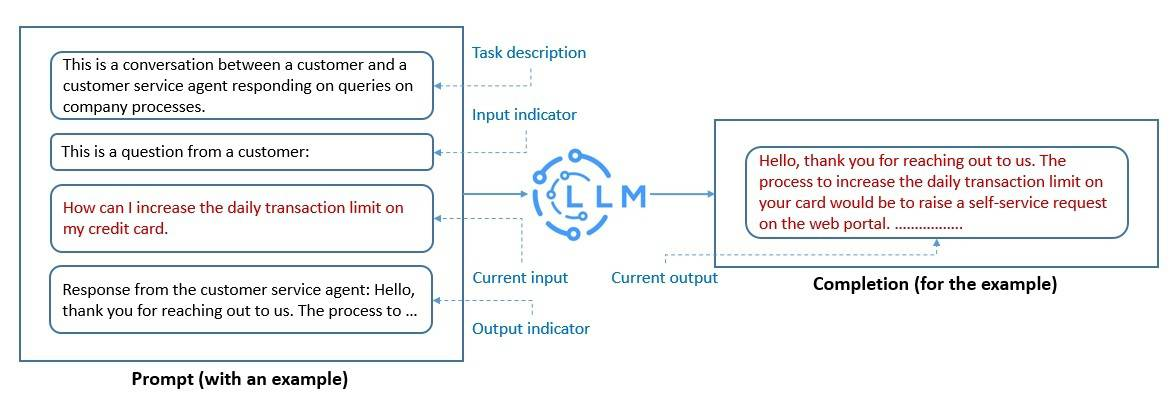 This is a conversation between a customer and a
customer service agent responding on queries on
company processes.
This is a question from a customer:
How can I increase the daily transaction limit on
my credit card.
Response from the customer service agent: Hello,
thank you for reaching out to us. The process to …
Prompt (with an example)
Task description
Input indicator
Current input
Output indicator
LLM
Current output
Hello, thank you for reaching out to us. The
process to increase the daily transaction limit on
your card would be to raise a self-service request
on the web portal. ……………..
Completion (for the example)